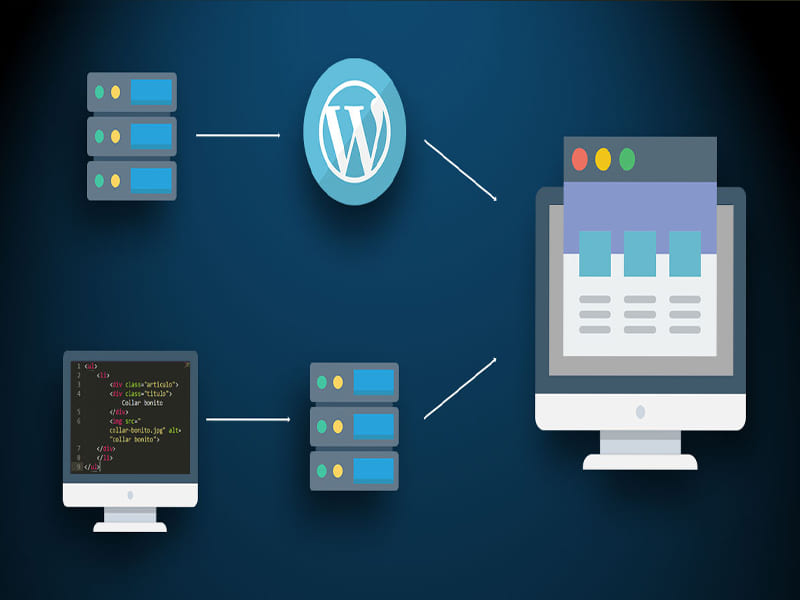 W
1 <ul>
2 <li>
3 <div class="articulo">
4 <div class="titulo">
Collar bonito
5 </div>
6 <img src="
collar-bonito.jpg" alt=
"collar bonito">
7 </div>
8 </li>
9 </ul>